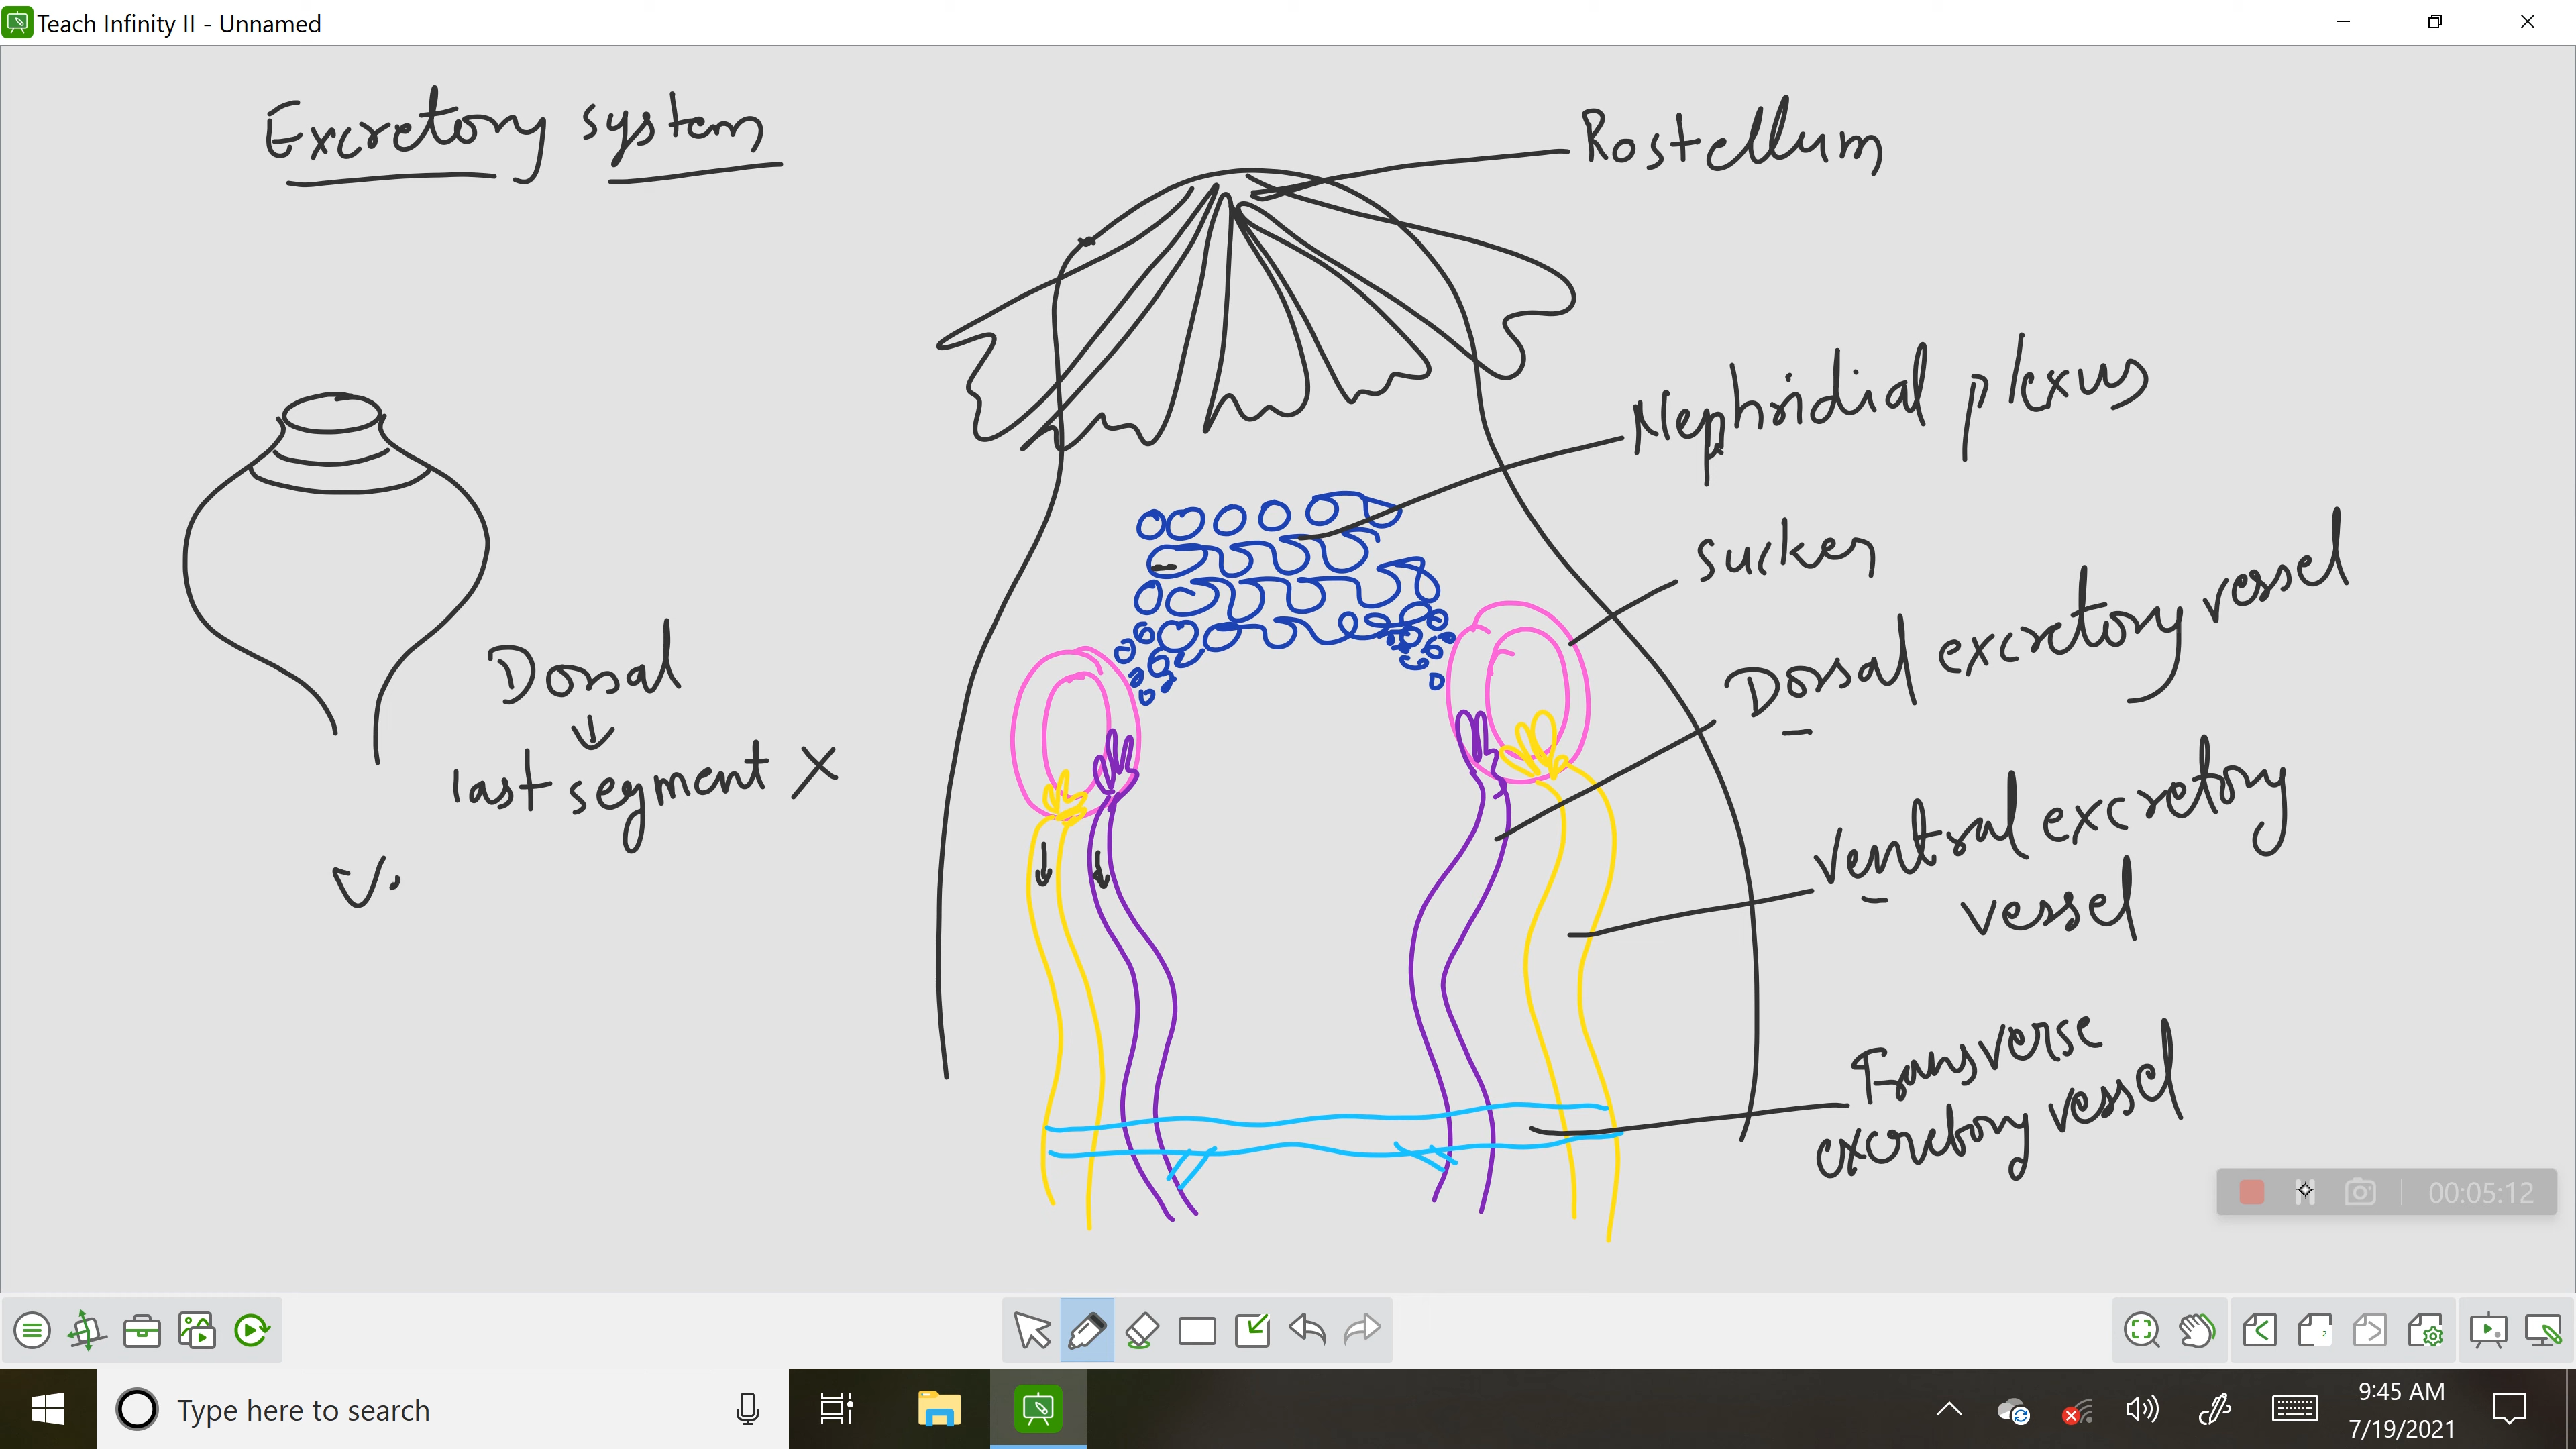 Teach Infinity II - Unnamed
Excretory system
Rostellum
Nephridial plexus
sucker
Dorsal excretory vessel
Dorsal
last segment X
V.
ventral excretory
vessel
Transverse
excretory vessel
00:05:12
2
Type here to search
9:45 AM
7/19/2021